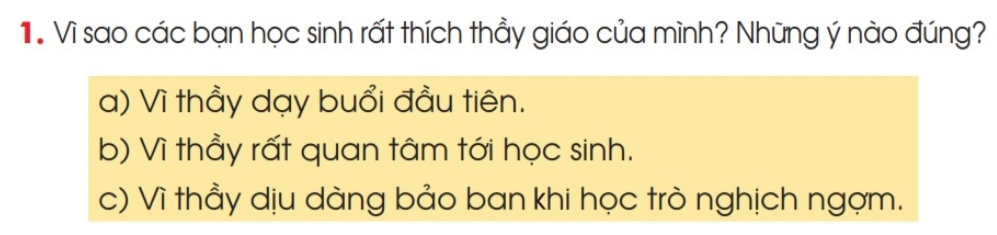 1. Vì sao các bạn học sinh rất thích thầy giáo của mình? Những ý nào đúng?
a) Vì thầy dạy buổi đầu tiên.
b) Vì thầy rất quan tâm tới học sinh.
c) Vì thầy dịu dàng bảo ban khi học trò nghịch ngợm.